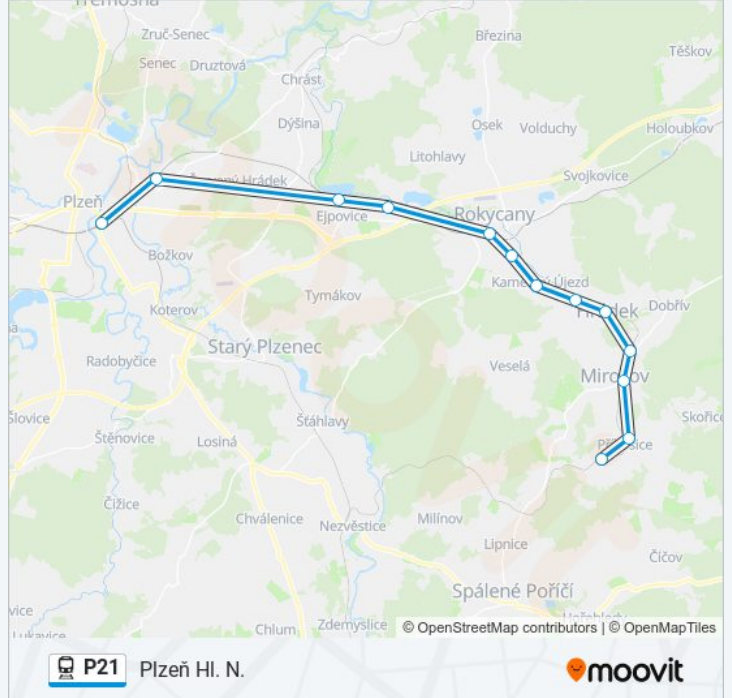 Třemošná
Zruč-Senec
Březina
Senec
Druztová
Těškov
Chrást
Dýšina
Osek
Volduchy
Holoubkov
Litohlavy
Svojkovice
Hrádek
Plzeň
Ejpovice
Rokycany
Božkov
Kamenný Újezd
Tymákov
Hrádek
Dobřív
Koterov
Starý Plzenec
Radobyčice
Veselá
Mirošov
Šťáhlavy
Skořice
Štěnovice
Losiná
Příkosice
Čižice
Chválenice
Nezvěstice
Milínov
Lipnice
Čičov
Spálené Poříčí
Chlum
Zdemyslice
© OpenStreetMap contributors | © OpenMapTiles
P21 Plzeň Hl. N.
moovit